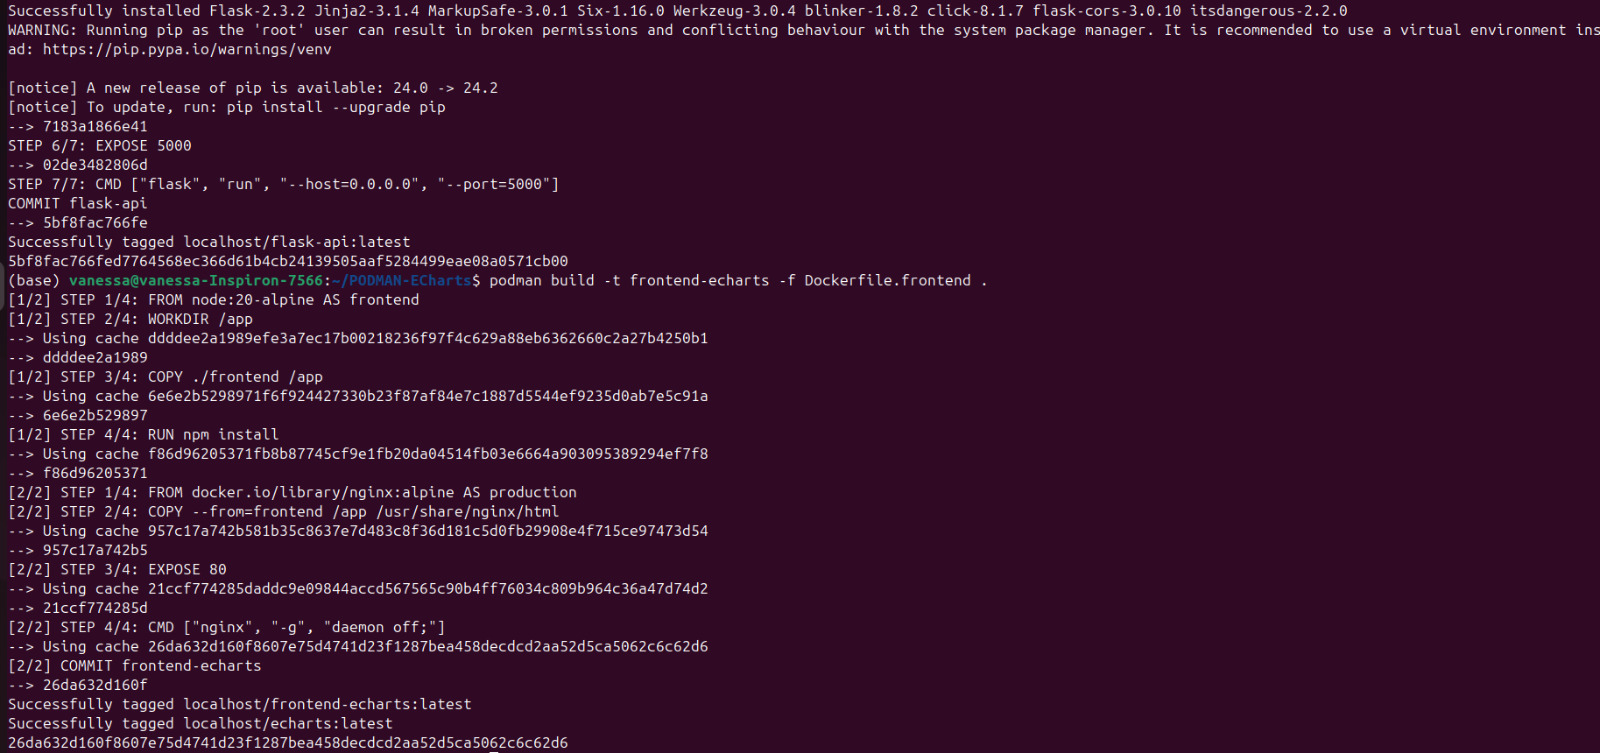 Successfully installed Flask-2.3.2 Jinja2-3.1.4 MarkupSafe-3.0.1 Six-1.16.0 Werkzeug-3.0.4 blinker-1.8.2 click-8.1.7 flask-cors-3.0.10 itsdangerous-2.2.0
WARNING: Running pip as the 'root' user can result in broken permissions and conflicting behaviour with the system package manager. It is recommended to use a virtual environment ins
ad: https://pip.pypa.io/warnings/venv
[notice] A new release of pip is available: 24.0 -> 24.2
[notice] To update, run: pip install --upgrade pip
--> 7183a1866e41
STEP 6/7: EXPOSE 5000
--> 02de3482806d
STEP 7/7: CMD ["flask", "run", "--host=0.0.0.0", "--port=5000"]
COMMIT flask-api
--> 5bf8fac766fe
Successfully tagged localhost/flask-api:latest
5bf8fac766fed7764568ec366d61b4cb24139505aaf5284499eae08a0571cb00
(base) vanessa@vanessa-Inspiron-7566:~/PODMAN-ECharts$ podman build -t frontend-echarts -f Dockerfile.frontend .
[1/2] STEP 1/4: FROM node:20-alpine AS frontend
[1/2] STEP 2/4: WORKDIR /app
--> Using cache ddddee2a1989efe3a7ec17b00218236f97f4c629a88eb6362660c2a27b4250b1
--> ddddee2a1989
[1/2] STEP 3/4: COPY ./frontend /app
--> Using cache 6e6e2b5298971f6f924427330b23f87af84e7c1887d5544ef9235d0ab7e5c91a
--> 6e6e2b529897
[1/2] STEP 4/4: RUN npm install
--> Using cache f86d96205371fb8b87745cf9e1fb20da04514fb03e6664a903095389294ef7f8
--> f86d96205371
[2/2] STEP 1/4: FROM docker.io/library/nginx:alpine AS production
[2/2] STEP 2/4: COPY --from=frontend /app /usr/share/nginx/html
--> Using cache 957c17a742b581b35c8637e7d483c8f36d181c5d0fb29908e4f715ce97473d54
--> 957c17a742b5
[2/2] STEP 3/4: EXPOSE 80
--> Using cache 21ccf774285daddc9e09844accd567565c90b4ff76034c809b964c36a47d74d2
--> 21ccf774285d
[2/2] STEP 4/4: CMD ["nginx", "-g", "daemon off;"]
--> Using cache 26da632d160f8607e75d4741d23f1287bea458decdcd2aa52d5ca5062c6c62d6
[2/2] COMMIT frontend-echarts
--> 26da632d160f
Successfully tagged localhost/frontend-echarts:latest
Successfully tagged localhost/echarts:latest
26da632d160f8607e75d4741d23f1287bea458decdcd2aa52d5ca5062c6c62d6